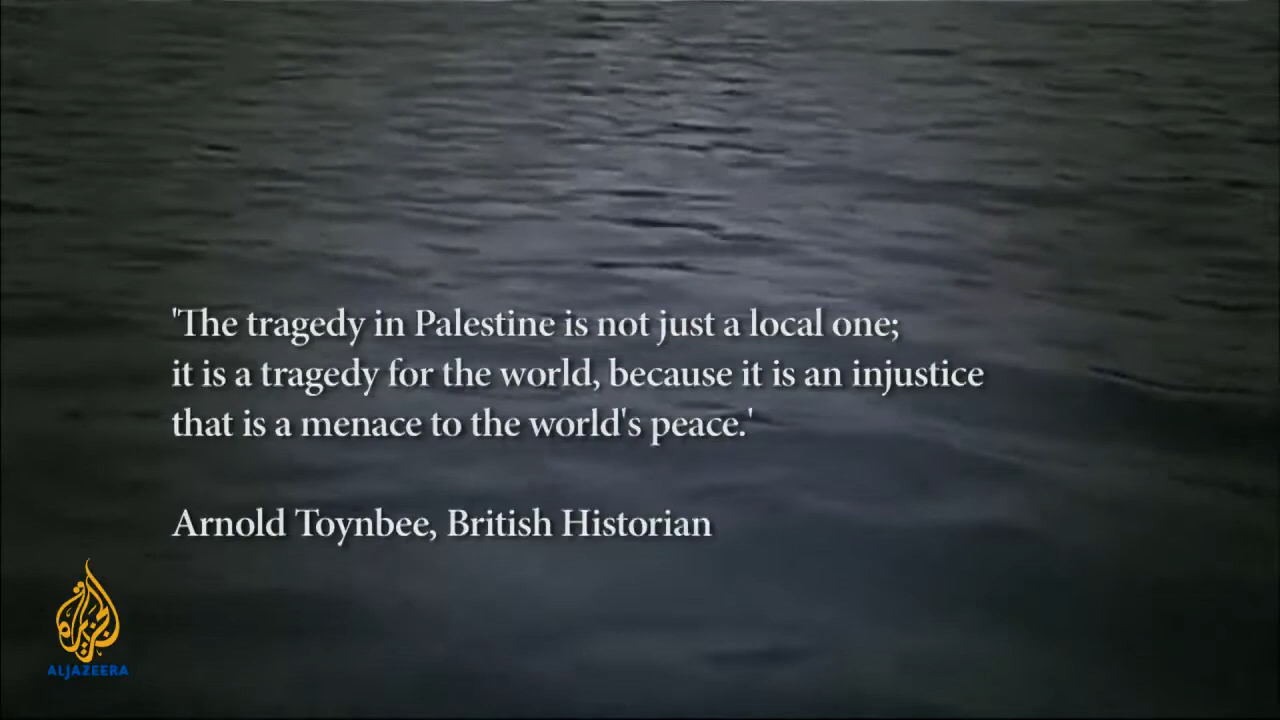 'The tragedy in Palestine is not just a local one;
it is a tragedy for the world, because it is an injustice
that is a menace to the world's peace.'
Arnold Toynbee, British Historian
الجزيرة
ALJAZEERA